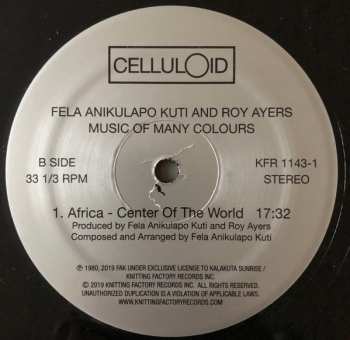 CELLULOID
FELA ANIKULAPO KUTI AND ROY AYERS
MUSIC OF MANY COLOURS
B SIDE KFR 1143-1
33 1/3 RPM STEREO
1. Africa - Center Of The World 17:32
Produced by Fela Anikulapo Kuti and Roy Ayers
Composed and Arranged by Fela Anikulapo Kuti
℗ 1980, 2019 FAK UNDER EXCLUSIVE LICENSE TO KALAKUTA SUNRISE /
KNITTING FACTORY RECORDS INC.
© 2019 KNITTING FACTORY RECORDS INC. ALL RIGHTS RESERVED.
UNAUTHORIZED DUPLICATION IS A VIOLATION OF APPLICABLE LAWS.
WWW.KNITTINGFACTORYRECORDS.COM